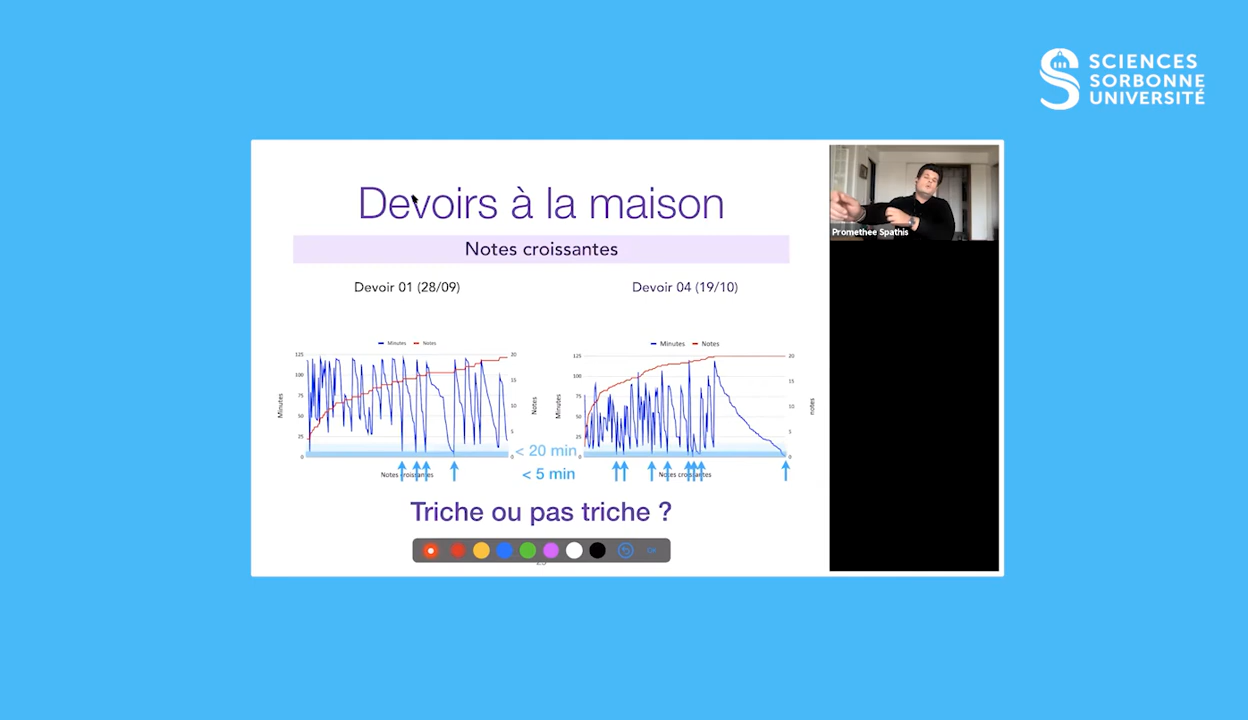 SCIENCES
SORBONNE
UNIVERSITÉ
Devoirs à la maison
Notes croissantes
Devoir 01 (28/09)
Devoir 04 (19/10)
Promethee Spathis
Minutes Notes
125
100
75
50
25
0
20
15
10
5
Minutes
Notes
Notes croissantes
Minutes Notes
125
100
75
50
25
0
20
15
10
5
0
Minutes
notes
Notes croissantes
< 20 min
< 5 min
Triche ou pas triche ?